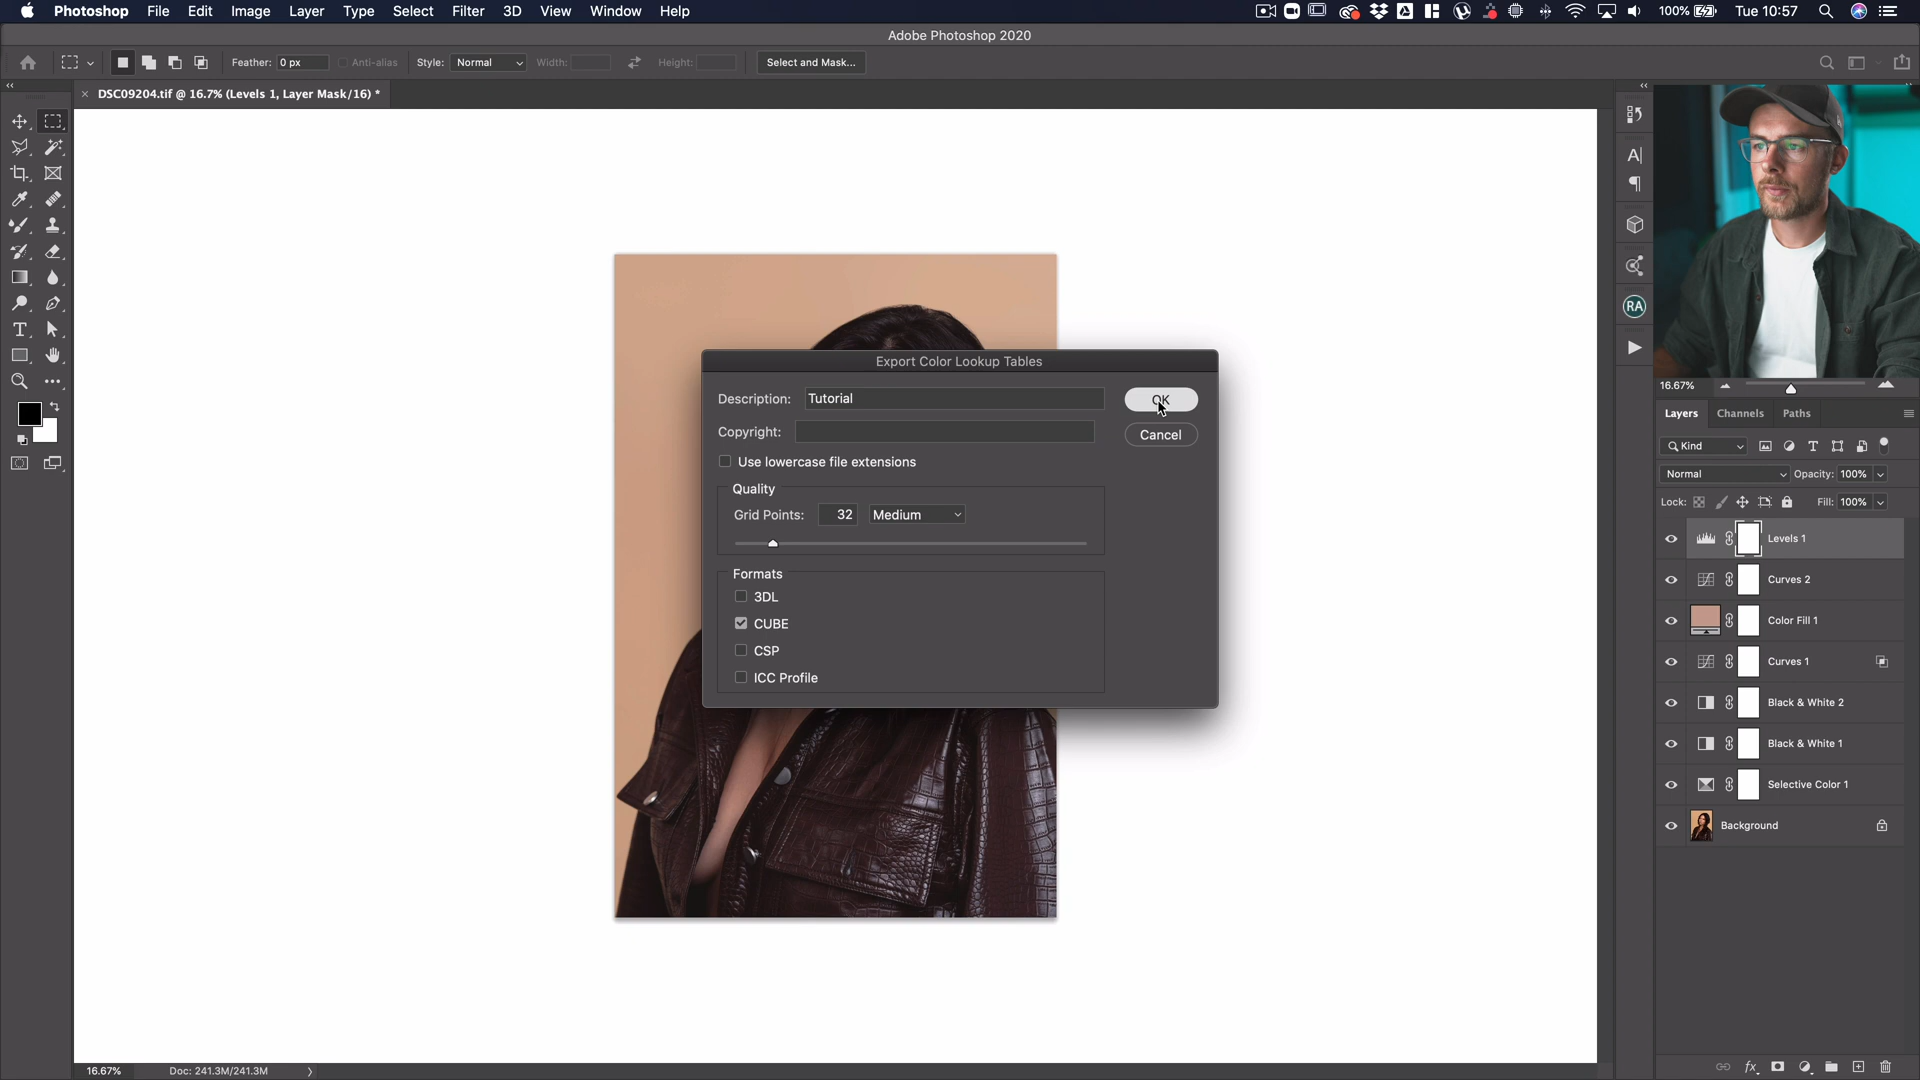 Photoshop File Edit Image Layer Type Select Filter 3D View Window Help 100% Tue 10:57
Adobe Photoshop 2020
Feather: 0 px Anti-alias Style: Normal Width: Height: Select and Mask...
DSC09204.tif @ 16.7% (Levels 1, Layer Mask/16) *
RA
16.67%
Layers Channels Paths
Kind
Normal Opacity: 100%
Lock: Fill: 100%
Levels 1
Curves 2
Color Fill 1
Curves 1
Black & White 2
Black & White 1
Selective Color 1
Background
Export Color Lookup Tables
Description: Tutorial OK
Copyright: Cancel
Use lowercase file extensions
Quality
Grid Points: 32 Medium
Formats
3DL
CUBE
CSP
ICC Profile
16.67% Doc: 241.3M/241.3M